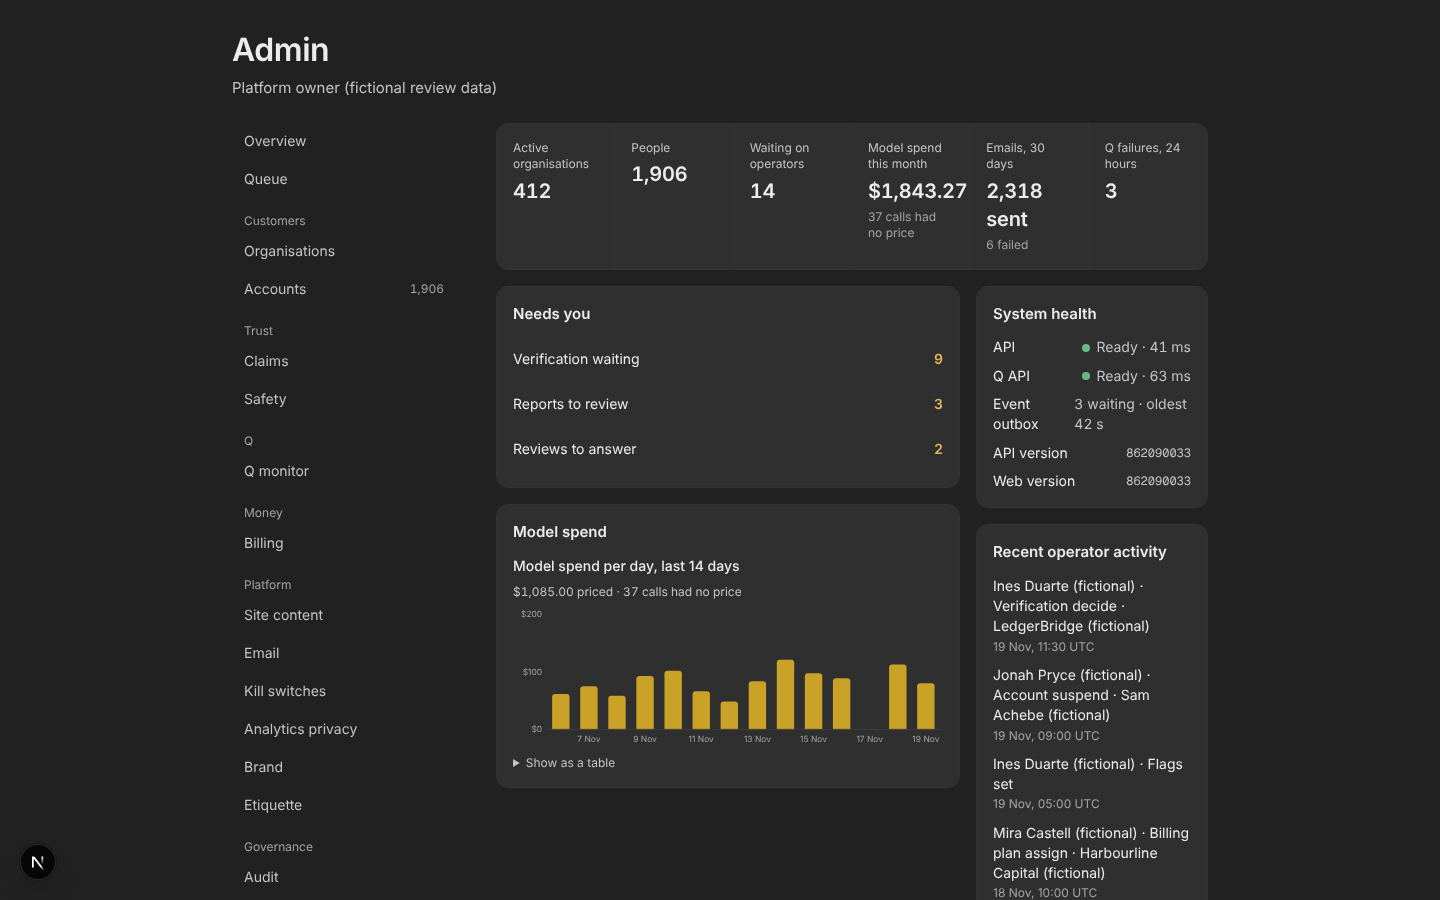 Admin
Platform owner (fictional review data)
Overview
Queue
Customers
Organisations
Accounts 1,906
Trust
Claims
Safety
Q
Q monitor
Money
Billing
Platform
Site content
Email
Kill switches
Analytics privacy
Brand
Etiquette
Governance
Audit
Active
organisations
412
People
1,906
Waiting on
operators
14
Model spend
this month
$1,843.27
37 calls had
no price
Emails, 30
days
2,318
sent
6 failed
Q failures, 24
hours
3
Needs you
Verification waiting 9
Reports to review 3
Reviews to answer 2
Model spend
Model spend per day, last 14 days
$1,085.00 priced · 37 calls had no price
$200
$100
$0
7 Nov 9 Nov 11 Nov 13 Nov 15 Nov 17 Nov 19 Nov
Show as a table
System health
API Ready · 41 ms
Q API Ready · 63 ms
Event
outbox
3 waiting · oldest
42 s
API version 862090033
Web version 862090033
Recent operator activity
Ines Duarte (fictional) ·
Verification decide ·
LedgerBridge (fictional)
19 Nov, 11:30 UTC
Jonah Pryce (fictional) ·
Account suspend · Sam
Achebe (fictional)
19 Nov, 09:00 UTC
Ines Duarte (fictional) · Flags
set
19 Nov, 05:00 UTC
Mira Castell (fictional) · Billing
plan assign · Harbourline
Capital (fictional)
18 Nov, 10:00 UTC
N